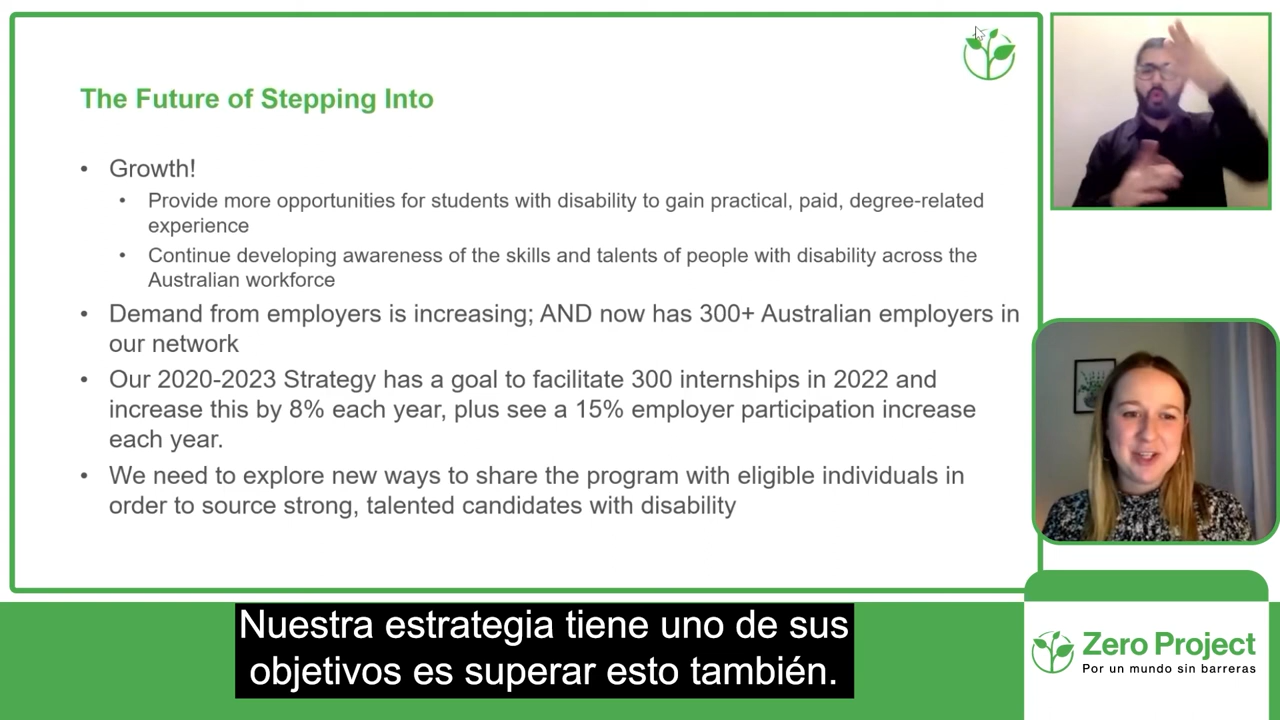 The Future of Stepping Into
• Growth!
• Provide more opportunities for students with disability to gain practical, paid, degree-related
experience
• Continue developing awareness of the skills and talents of people with disability across the
Australian workforce
• Demand from employers is increasing; AND now has 300+ Australian employers in
our network
• Our 2020-2023 Strategy has a goal to facilitate 300 internships in 2022 and
increase this by 8% each year, plus see a 15% employer participation increase
each year.
• We need to explore new ways to share the program with eligible individuals in
order to source strong, talented candidates with disability
Nuestra estrategia tiene uno de sus
objetivos es superar esto también.
Zero Project
Por un mundo sin barreras